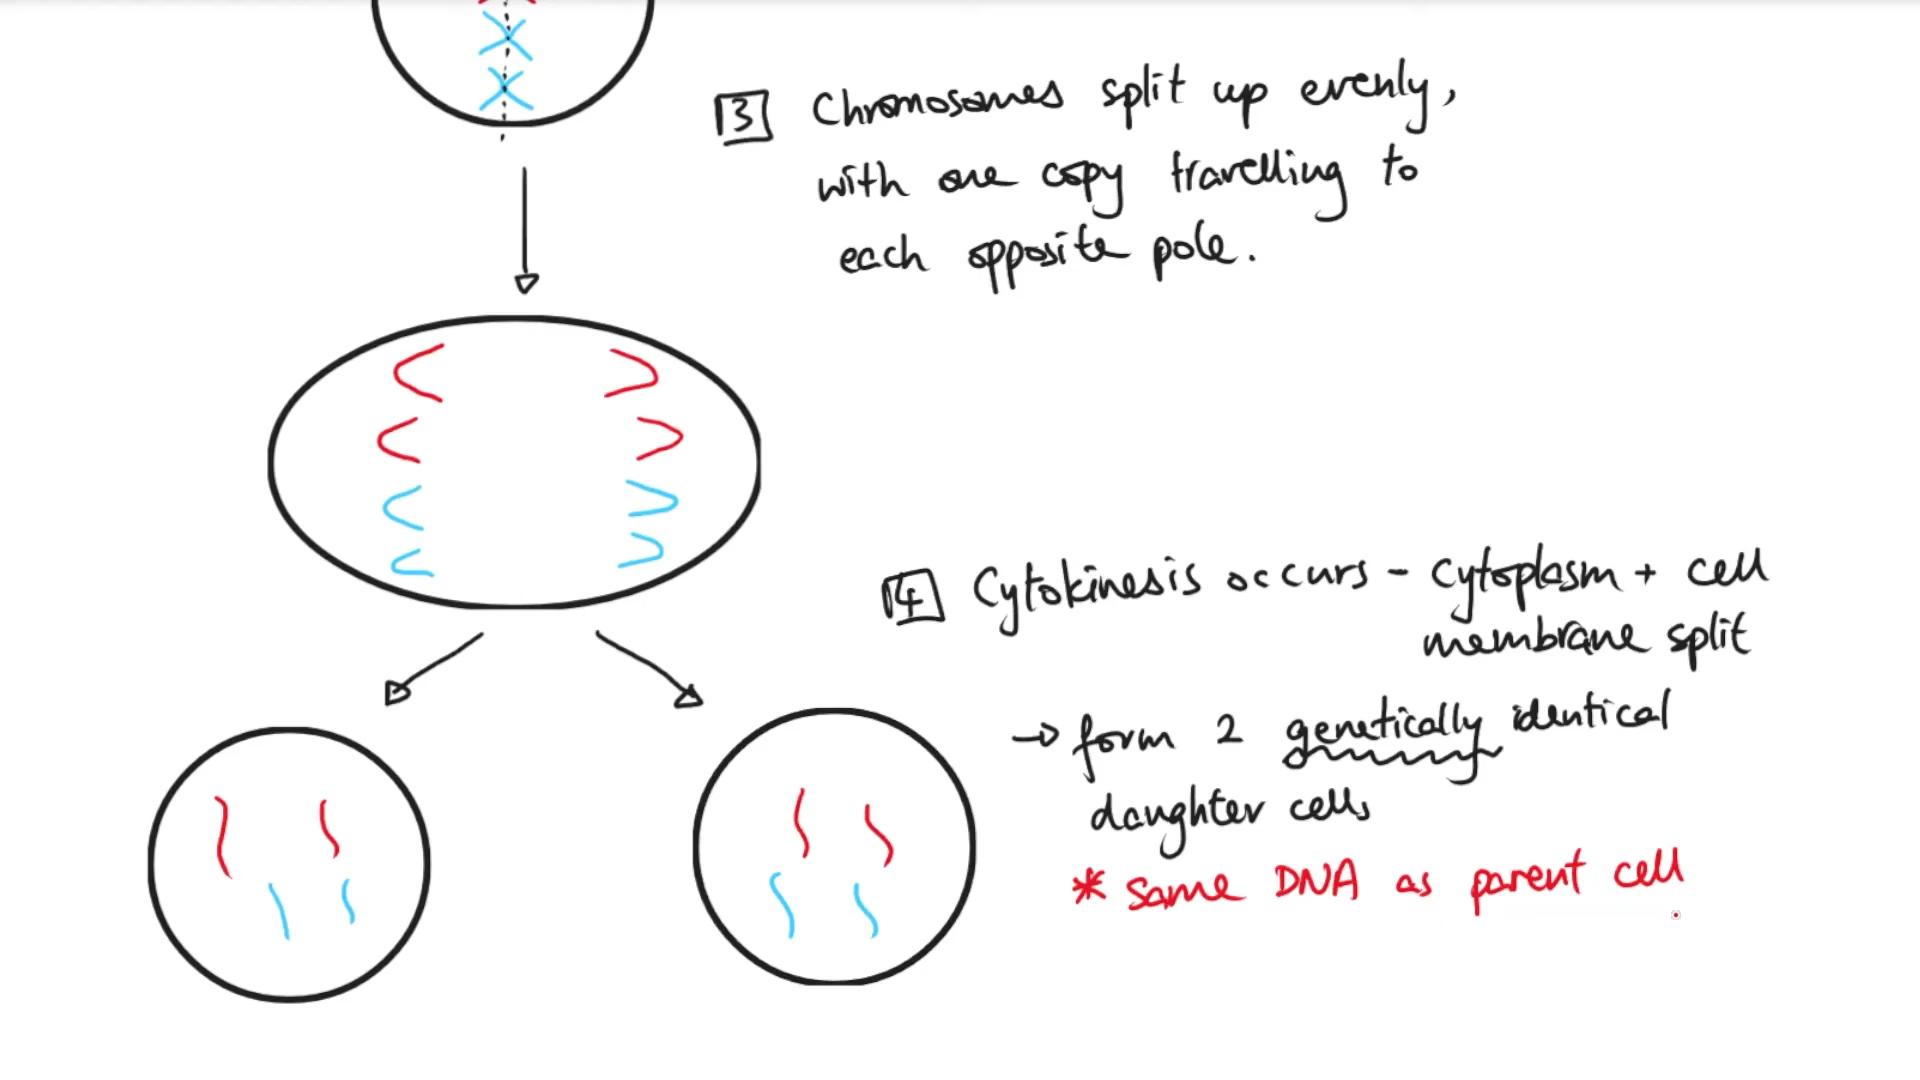 3 Chromosomes split up evenly,
with one copy travelling to
each opposite pole.
4 Cytokinesis occurs - cytoplasm + cell
membrane split
→ form 2 genetically identical
daughter cells
* same DNA as parent cell